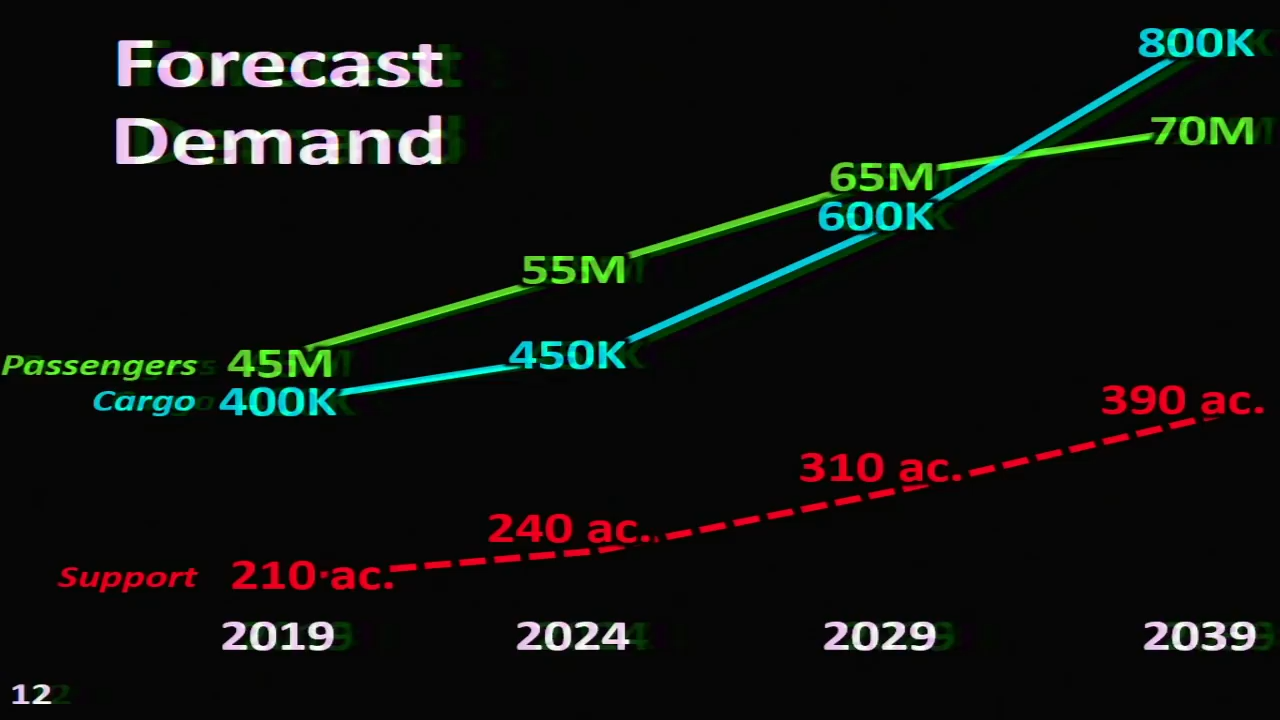 Forecast
Demand
800K
70M
65M
600K
55M
450K
Passengers 45M
Cargo 400K
390 ac.
310 ac.
240 ac.
Support 210 ac.
2019 2024 2029 2039
12